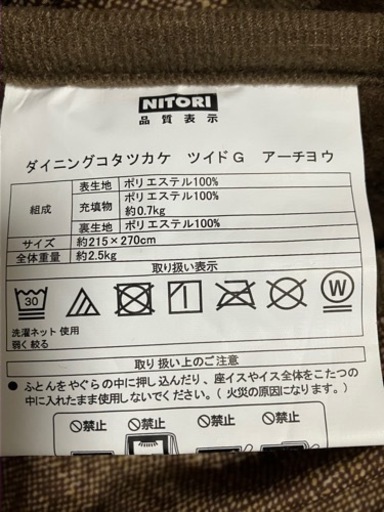 NITORI
品質表示
ダイニングコタツカケ ツイドG アーチヨウ
組成 表生地 ポリエステル100%
充填物 ポリエステル100%
約0.7kg
裏生地 ポリエステル100%
サイズ 約215×270cm
全体重量 約2.5kg
取り扱い表示
30
W
洗濯ネット使用
弱く絞る
取り扱い上のご注意
●ふとんをやぐらの中に押し込んだり、座イスやイス全体をこたつの
中に入れたまま使用しないでください。(火災の原因になります。)
禁止 禁止 禁止 禁止